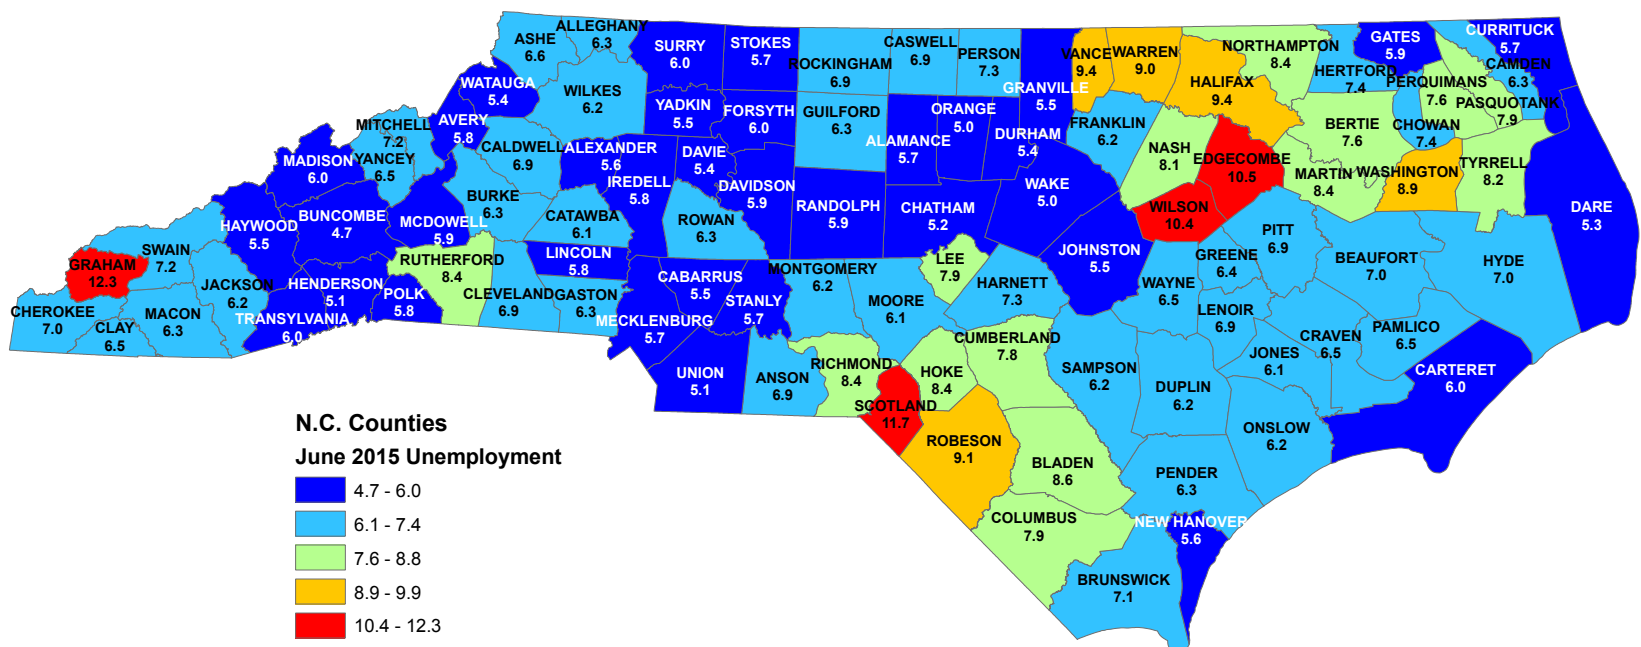 ALLEGHANY
6.3
ASHE
6.6
SURRY
6.0
STOKES
5.7
ROCKINGHAM
6.9
CASWELL
6.9
PERSON
7.3
GRANVILLE
5.5
VANCE
9.4
WARREN
9.0
HALIFAX
9.4
NORTHAMPTON
8.4
HERTFORD
7.4
GATES
5.9
CURRITUCK
5.7
CAMDEN
6.3
PERQUIMANS
7.6
PASQUOTANK
7.9
CHOWAN
7.4
WATAUGA
5.4
WILKES
6.2
YADKIN
5.5
FORSYTH
6.0
GUILFORD
6.3
ALAMANCE
5.7
ORANGE
5.0
DURHAM
5.4
FRANKLIN
6.2
NASH
8.1
EDGECOMBE
10.5
BERTIE
7.6
MARTIN
8.4
WASHINGTON
8.9
TYRRELL
8.2
DARE
5.3
MITCHELL
7.2
AVERY
5.8
CALDWELL
6.9
ALEXANDER
5.6
IREDELL
5.8
DAVIE
5.4
DAVIDSON
5.9
RANDOLPH
5.9
CHATHAM
5.2
WAKE
5.0
WILSON
10.4
MADISON
6.0
YANCEY
6.5
BURKE
6.3
CATAWBA
6.1
ROWAN
6.3
JOHNSTON
5.5
PITT
6.9
GREENE
6.4
BEAUFORT
7.0
HYDE
7.0
HAYWOOD
5.5
BUNCOMBE
4.7
MCDOWELL
5.9
RUTHERFORD
8.4
LINCOLN
5.8
CABARRUS
5.5
STANLY
5.7
MONTGOMERY
6.2
MOORE
6.1
LEE
7.9
HARNETT
7.3
WAYNE
6.5
LENOIR
6.9
CRAVEN
6.5
PAMLICO
6.5
SWAIN
7.2
GRAHAM
12.3
JACKSON
6.2
HENDERSON
5.1
POLK
5.8
CLEVELAND
6.9
GASTON
6.3
MECKLENBURG
5.7
CHEROKEE
7.0
CLAY
6.5
MACON
6.3
TRANSYLVANIA
6.0
UNION
5.1
ANSON
6.9
RICHMOND
8.4
SCOTLAND
11.7
HOKE
8.4
CUMBERLAND
7.8
SAMPSON
6.2
DUPLIN
6.2
JONES
6.1
CARTERET
6.0
ONSLOW
6.2
ROBESON
9.1
BLADEN
8.6
PENDER
6.3
COLUMBUS
7.9
NEW HANOVER
5.6
BRUNSWICK
7.1
N.C. Counties
June 2015 Unemployment
4.7 - 6.0
6.1 - 7.4
7.6 - 8.8
8.9 - 9.9
10.4 - 12.3